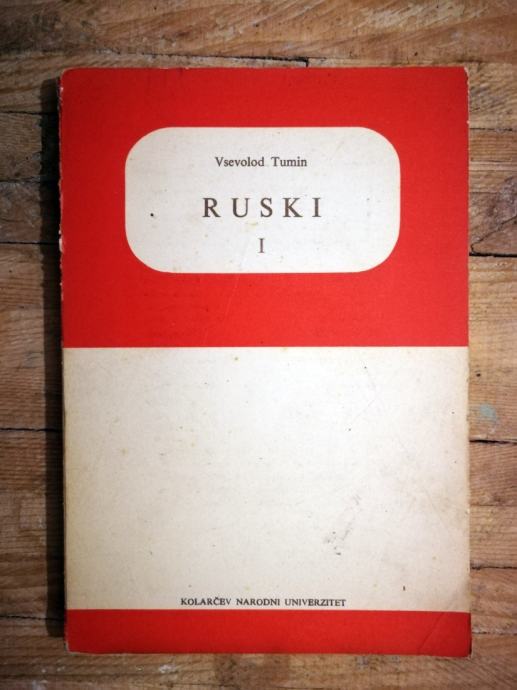 Vsevolod Tumin
RUSKI
I
KOLARČEV NARODNI UNIVERZITET